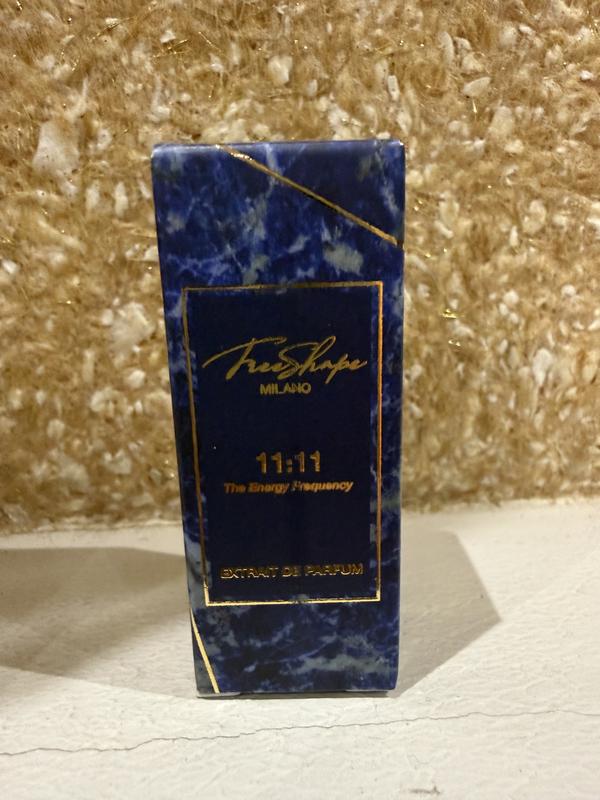 FreeShape
MILANO
11:11
The Energy Frequency
EXTRAIT DE PARFUM